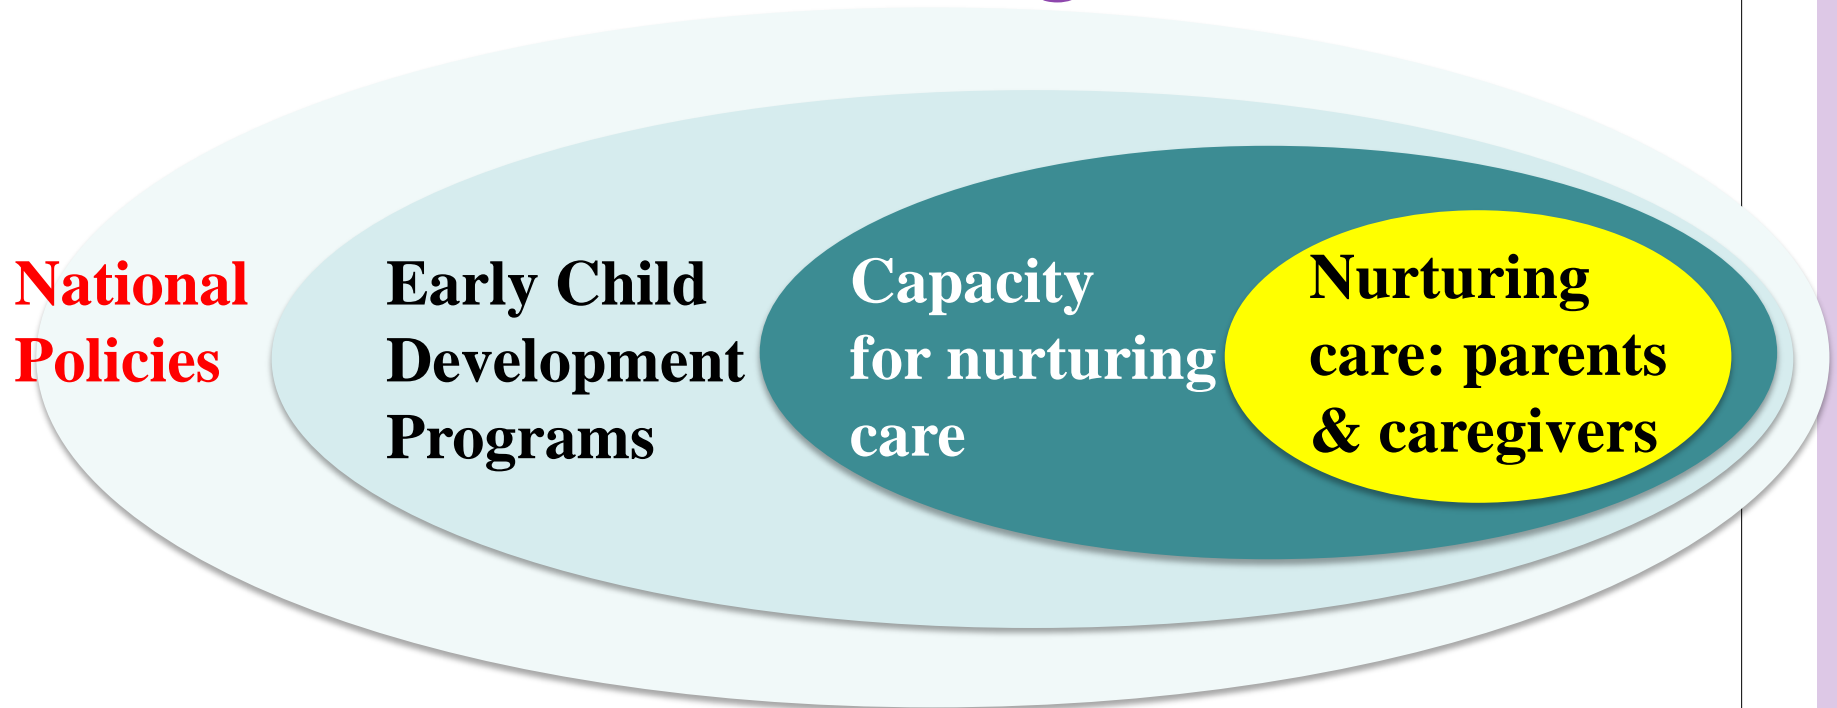 National
Policies
Early Child
Development
Programs
Capacity
for nurturing
care
Nurturing
care: parents
& caregivers